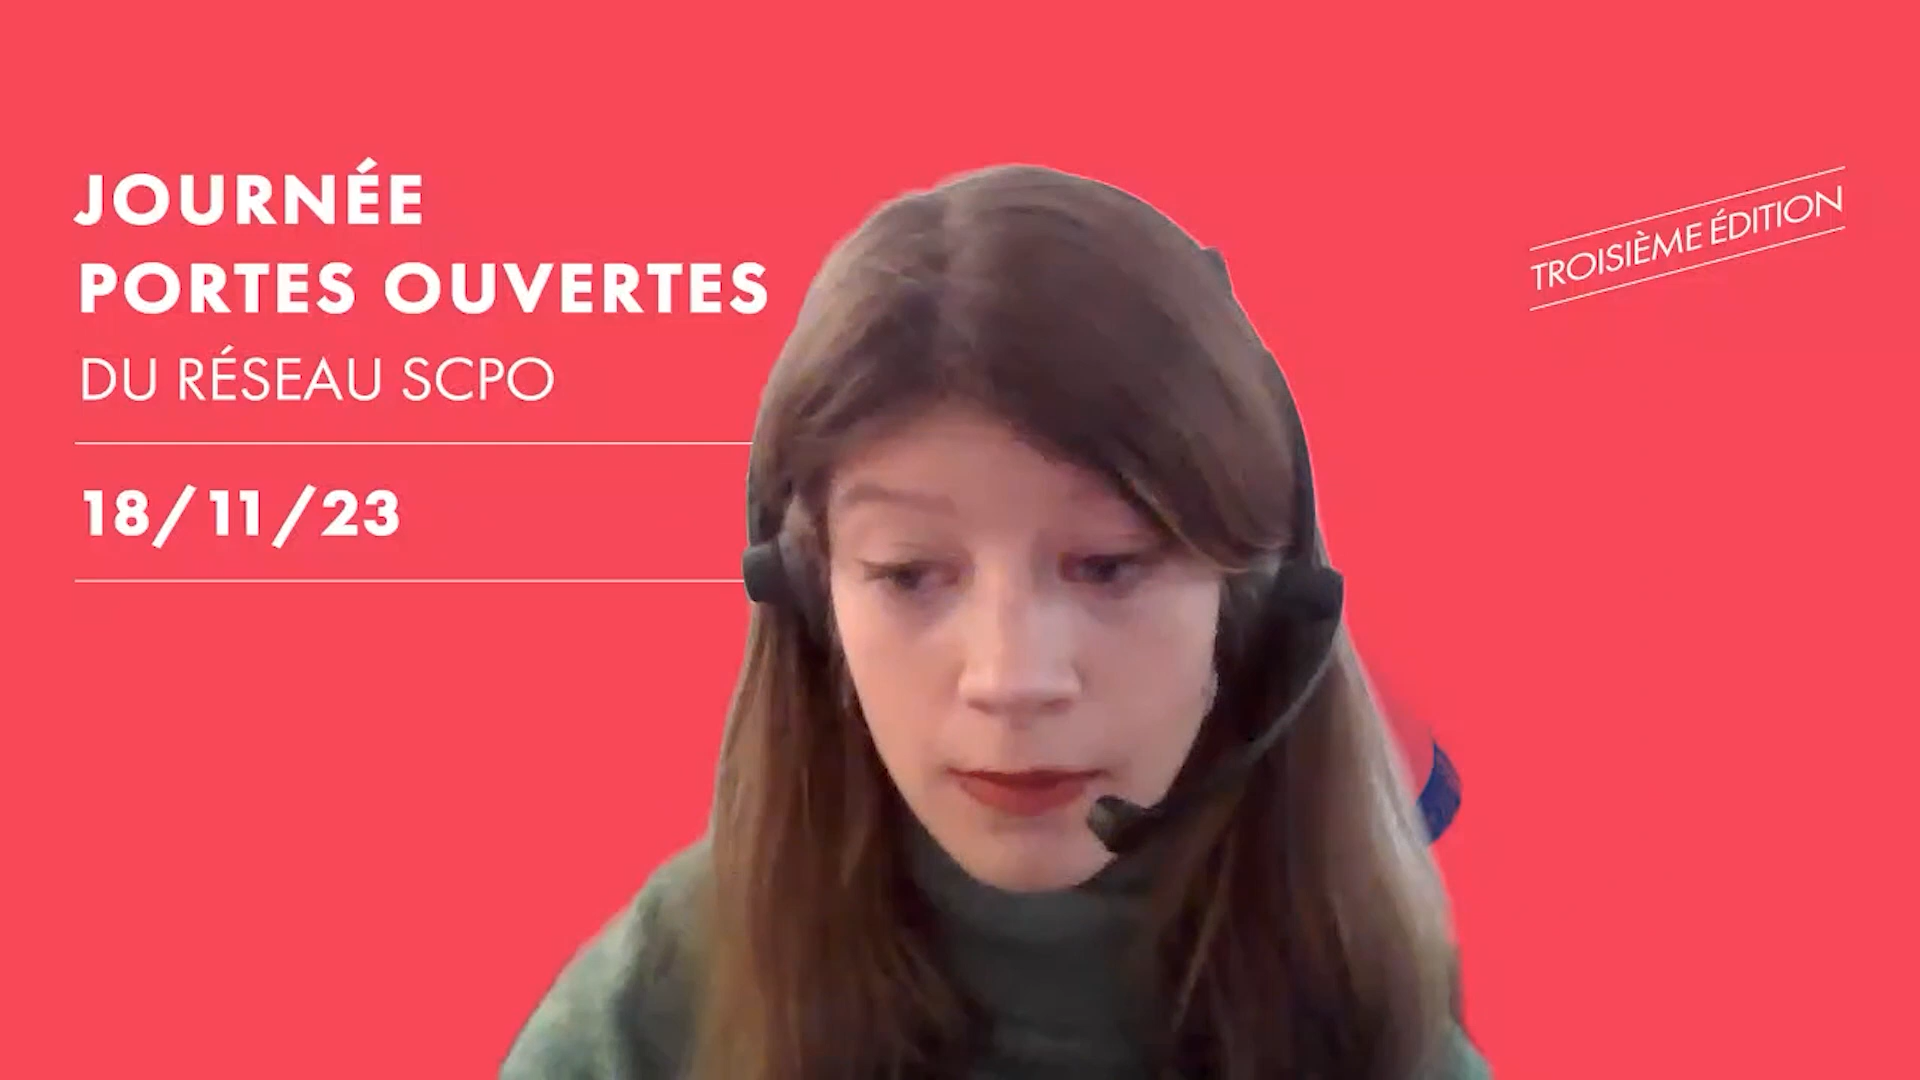 JOURNÉE
PORTES OUVERTES
DU RÉSEAU SCPO
18/11/23
TROISIÈME ÉDITION